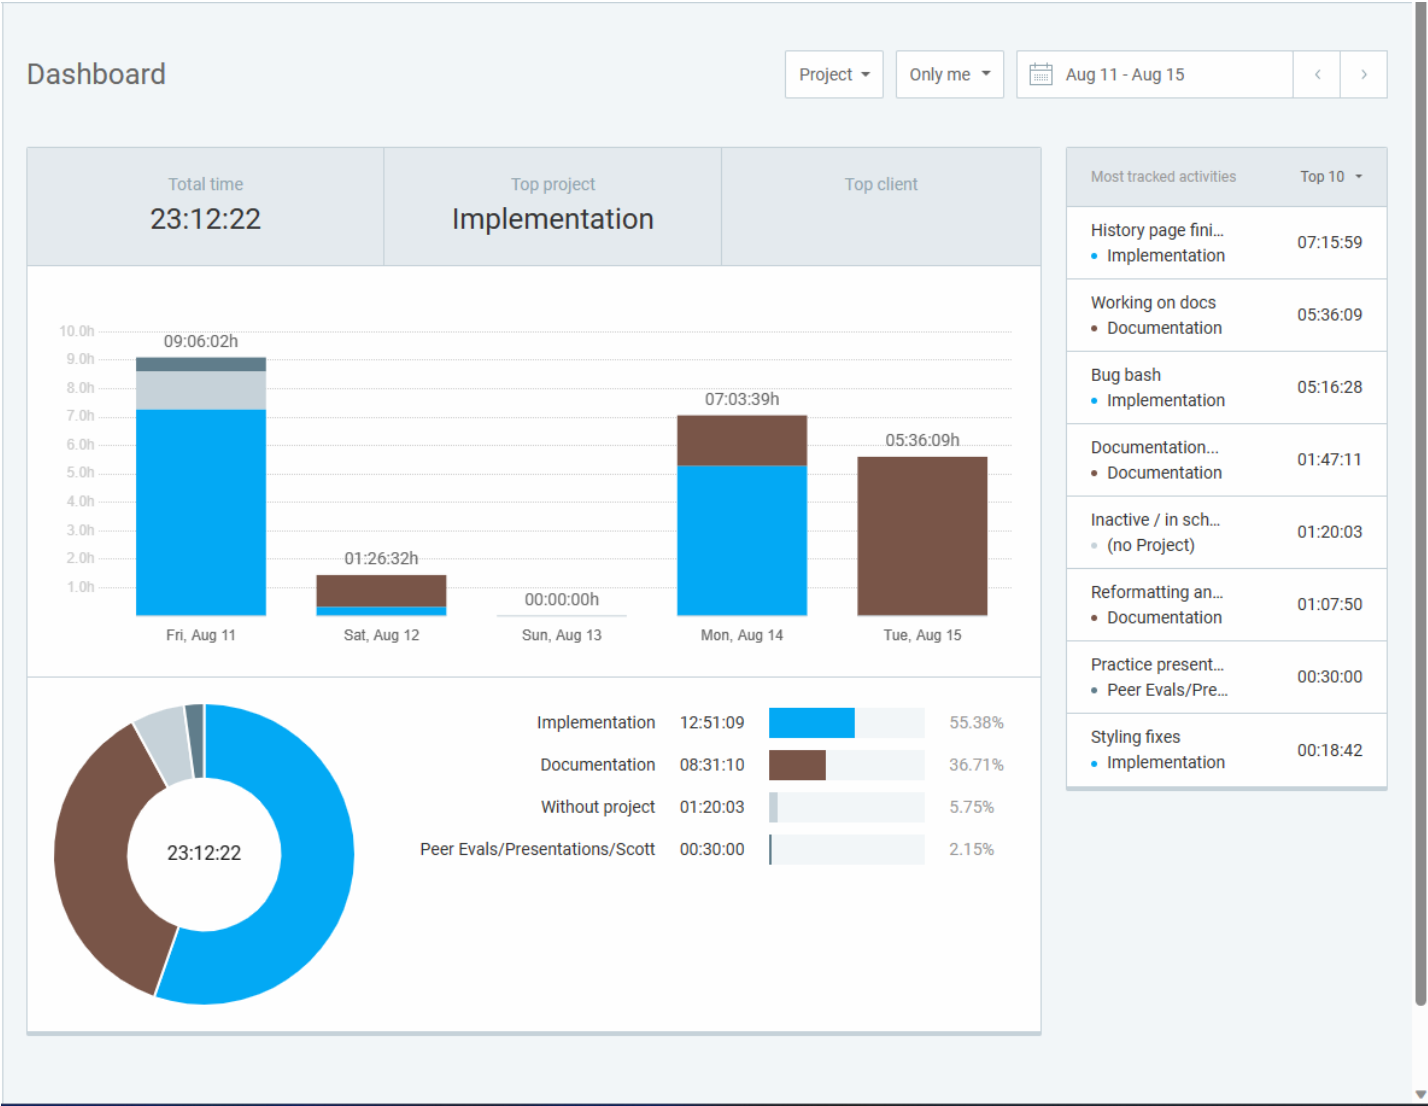 Dashboard
Project
Only me
Aug 11 - Aug 15
Total time
23:12:22
Top project
Implementation
Top client
10.0h
9.0h
8.0h
7.0h
6.0h
5.0h
4.0h
3.0h
2.0h
1.0h
09:06:02h
01:26:32h
00:00:00h
07:03:39h
05:36:09h
Fri, Aug 11
Sat, Aug 12
Sun, Aug 13
Mon, Aug 14
Tue, Aug 15
23:12:22
Implementation 12:51:09 55.38%
Documentation 08:31:10 36.71%
Without project 01:20:03 5.75%
Peer Evals/Presentations/Scott 00:30:00 2.15%
Most tracked activities Top 10
History page fini...
Implementation
07:15:59
Working on docs
Documentation
05:36:09
Bug bash
Implementation
05:16:28
Documentation...
Documentation
01:47:11
Inactive / in sch...
(no Project)
01:20:03
Reformatting an...
Documentation
01:07:50
Practice present...
Peer Evals/Pre...
00:30:00
Styling fixes
Implementation
00:18:42